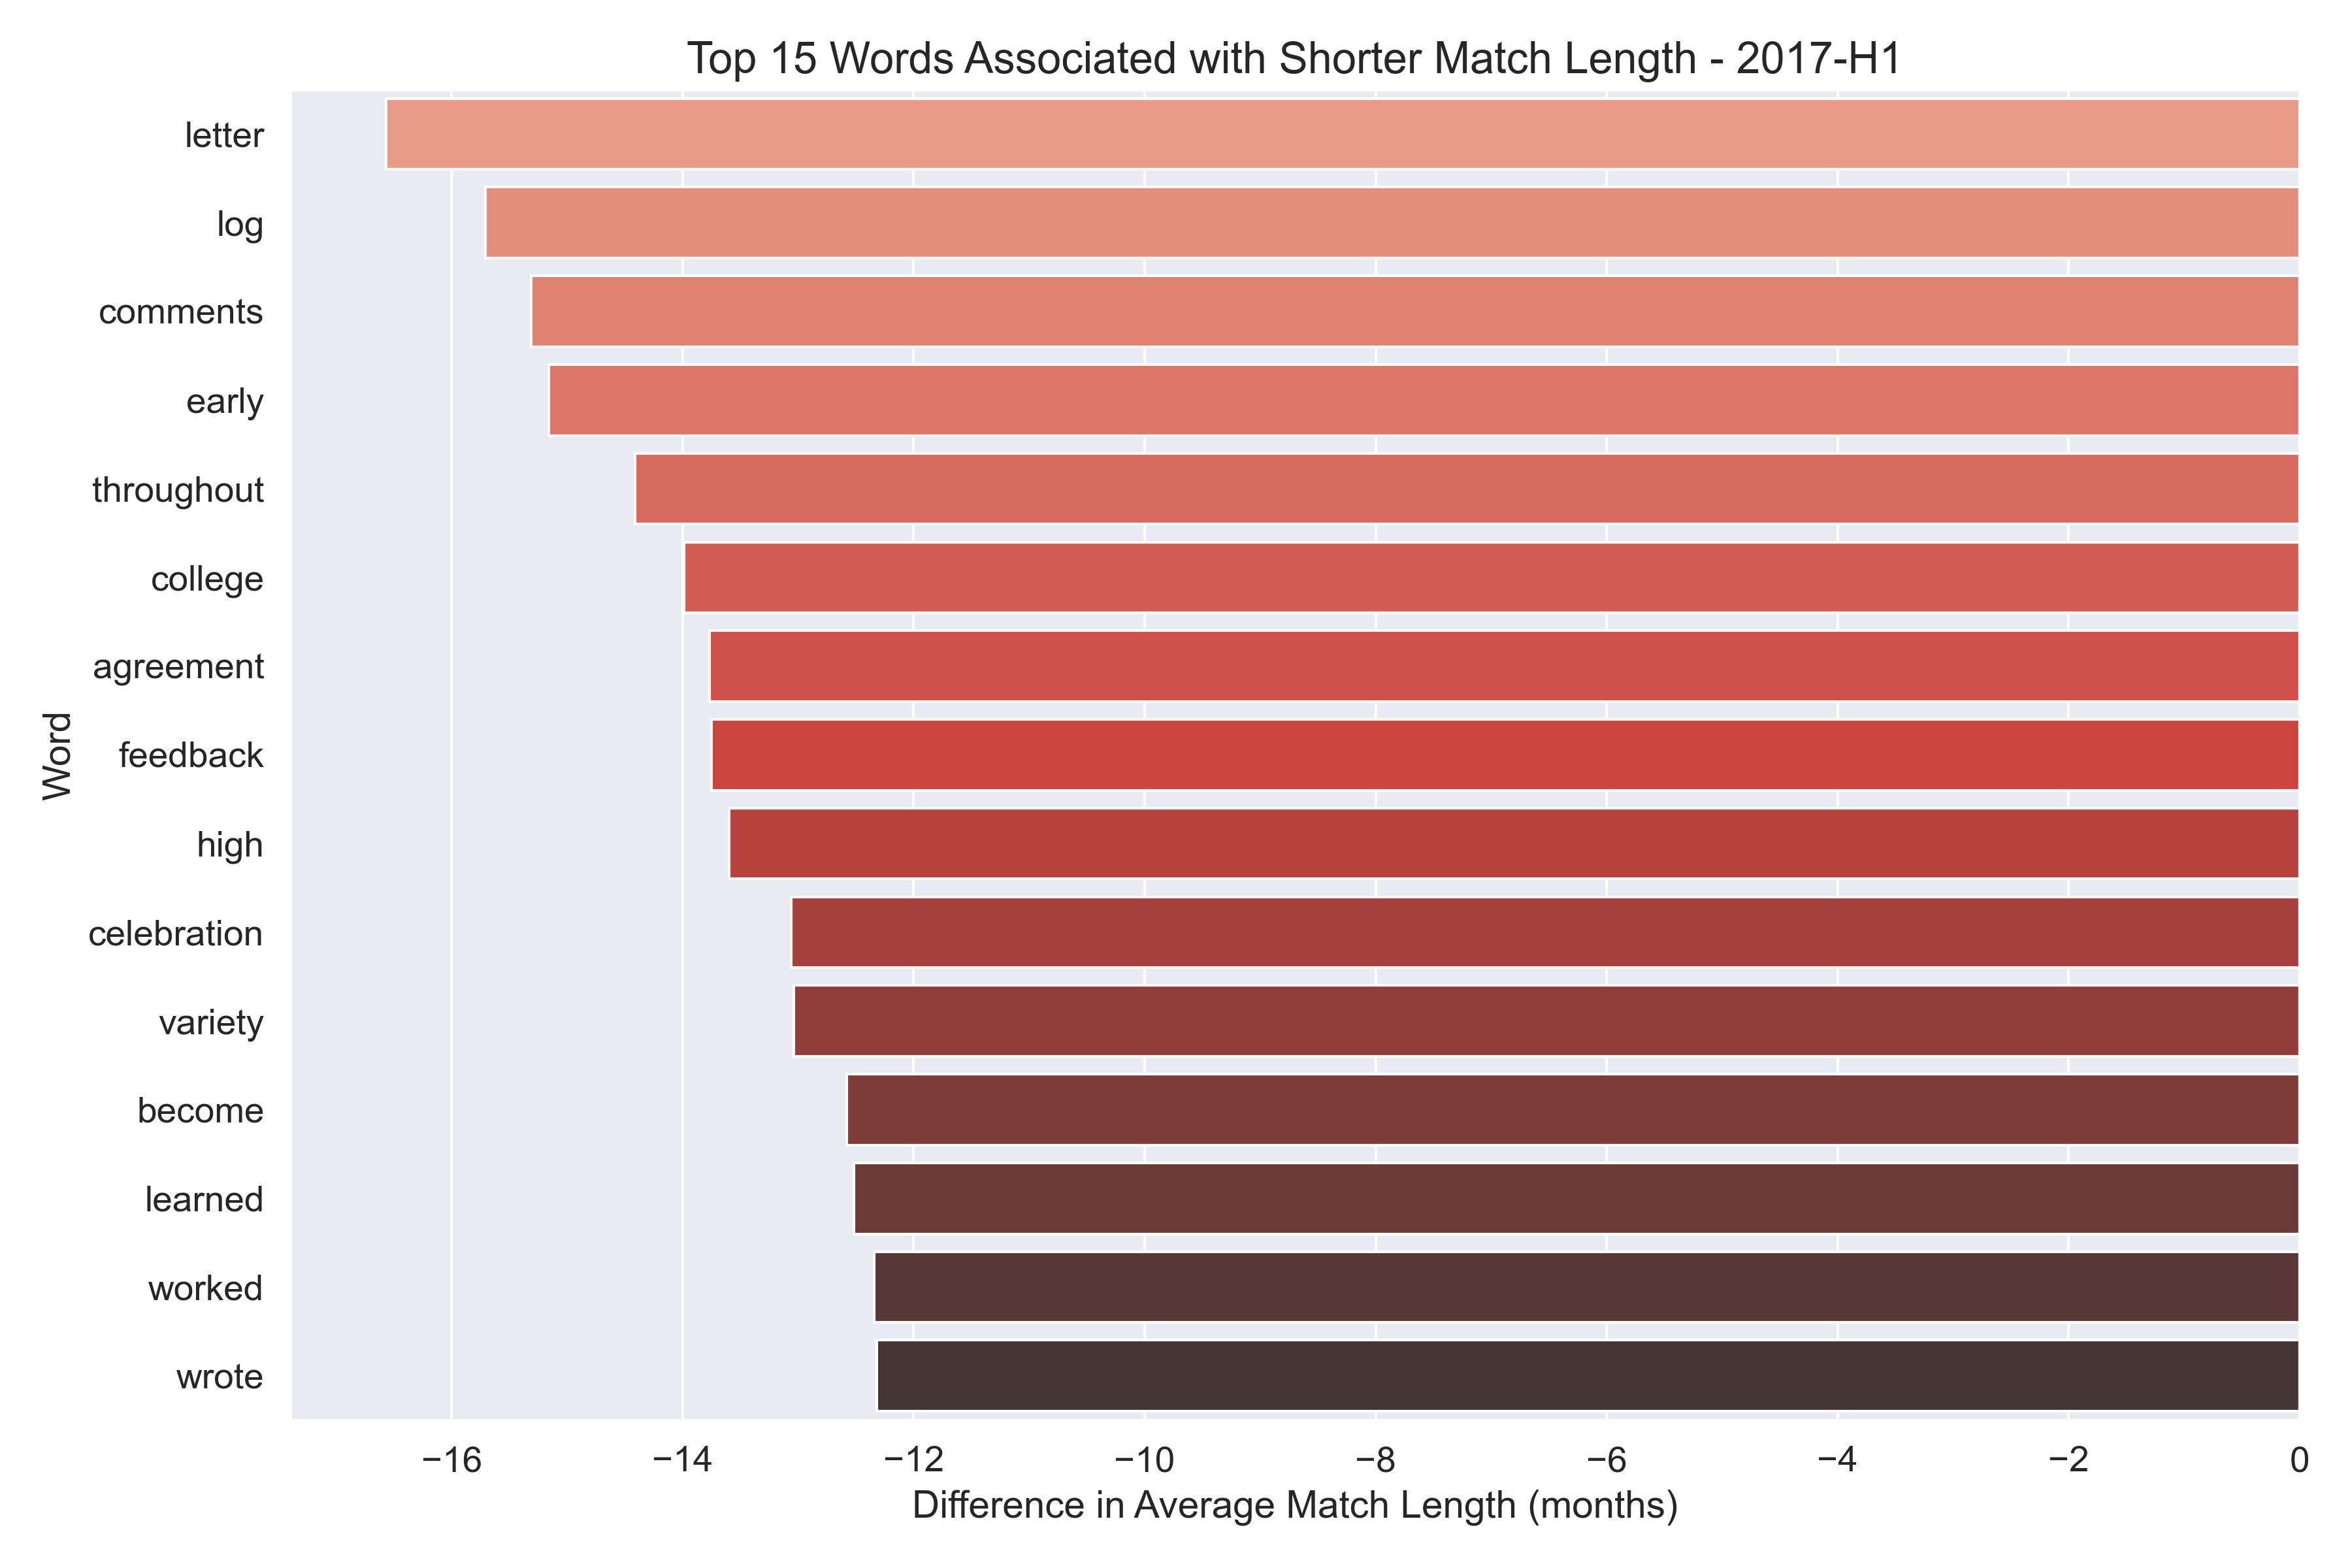 Top 15 Words Associated with Shorter Match Length - 2017-H1
letter
log
comments
early
throughout
college
agreement
feedback
high
celebration
variety
become
learned
worked
wrote
Word
−16 −14 −12 −10 −8 −6 −4 −2 0
Difference in Average Match Length (months)